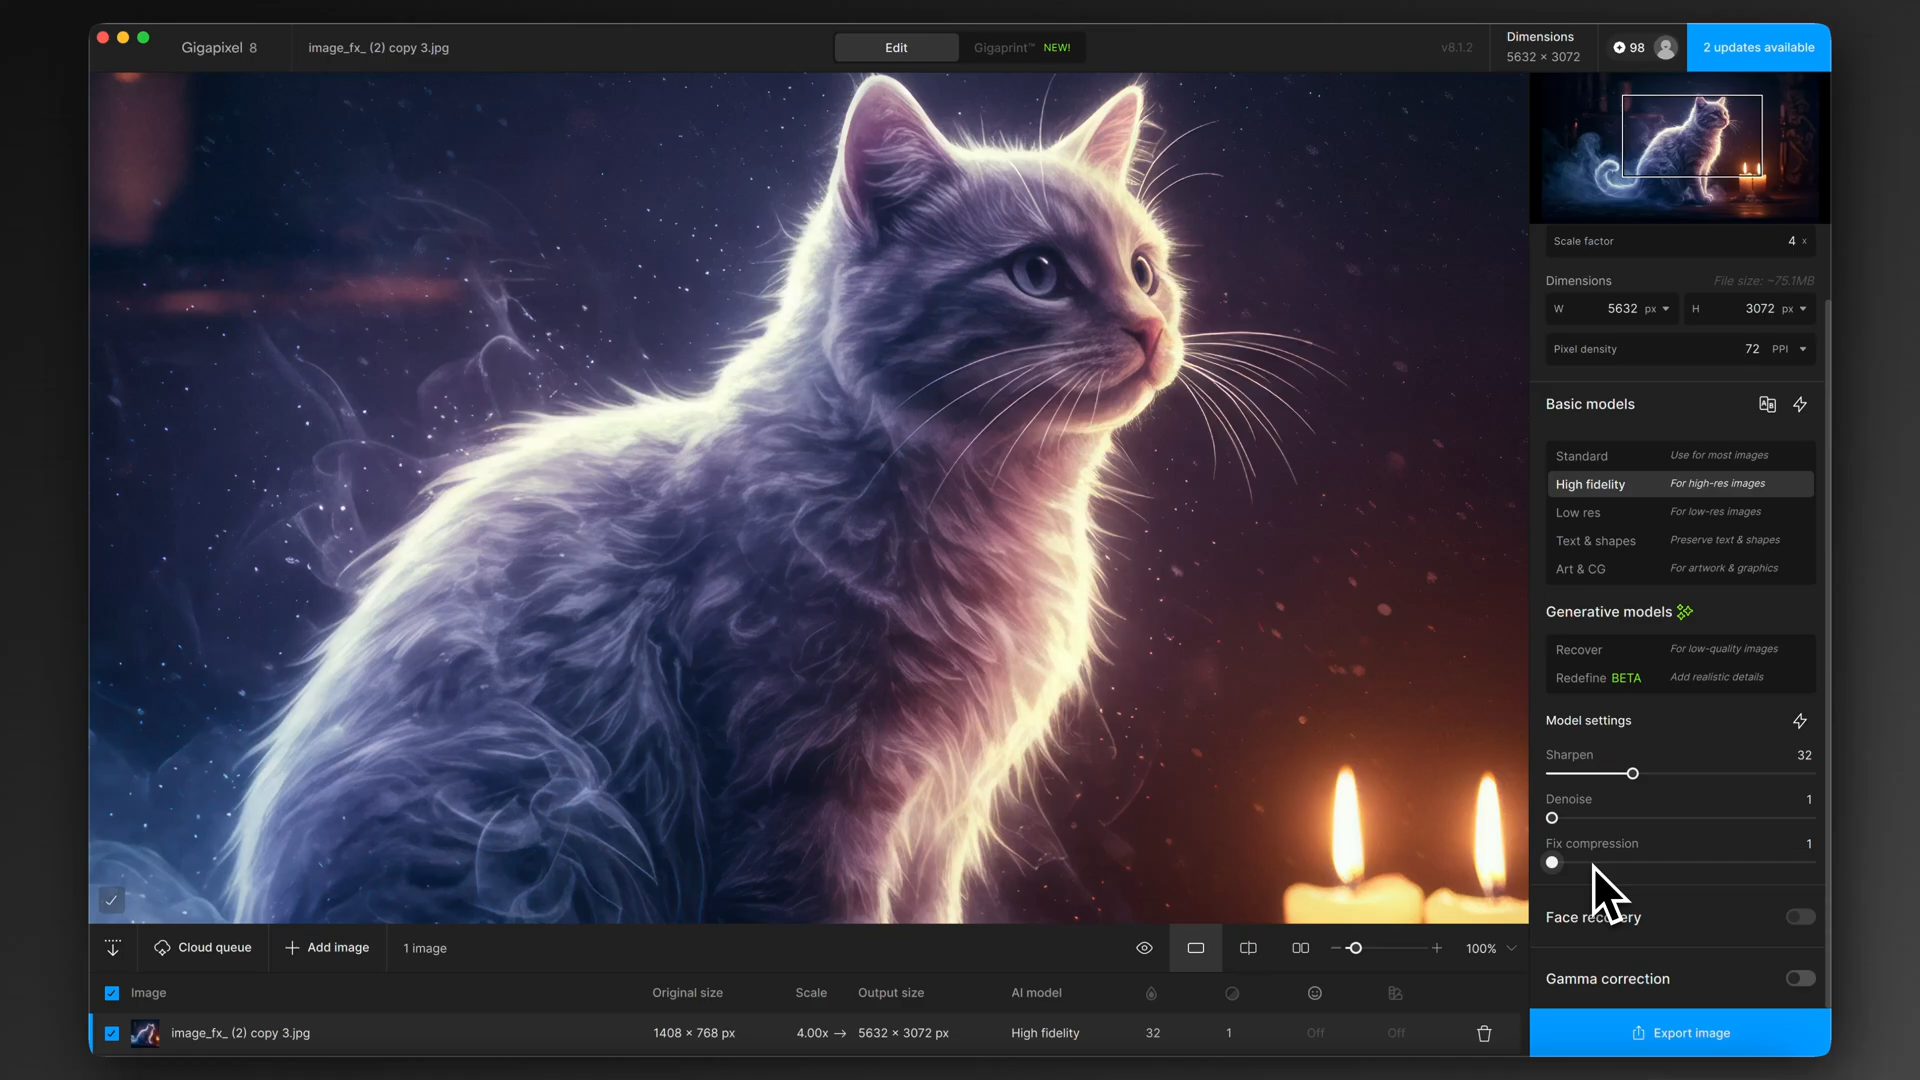 Gigapixel 8
image_fx_ (2) copy 3.jpg
Edit
Gigaprint™ NEW!
v8.1.2
Dimensions
5632 × 3072
98
2 updates available
Scale factor 4 x
Dimensions File size: ~75.1MB
W 5632 px H 3072 px
Pixel density 72 PPI
Basic models
Standard Use for most images
High fidelity For high-res images
Low res For low-res images
Text & shapes Preserve text & shapes
Art & CG For artwork & graphics
Generative models
Recover For low-quality images
Redefine BETA Add realistic details
Model settings
Sharpen 32
Denoise 1
Fix compression 1
Face recovery
Gamma correction
Export image
Cloud queue
Add image
1 image
100%
Image Original size Scale Output size AI model
image_fx_ (2) copy 3.jpg 1408 × 768 px 4.00x → 5632 × 3072 px High fidelity 32 1 Off Off